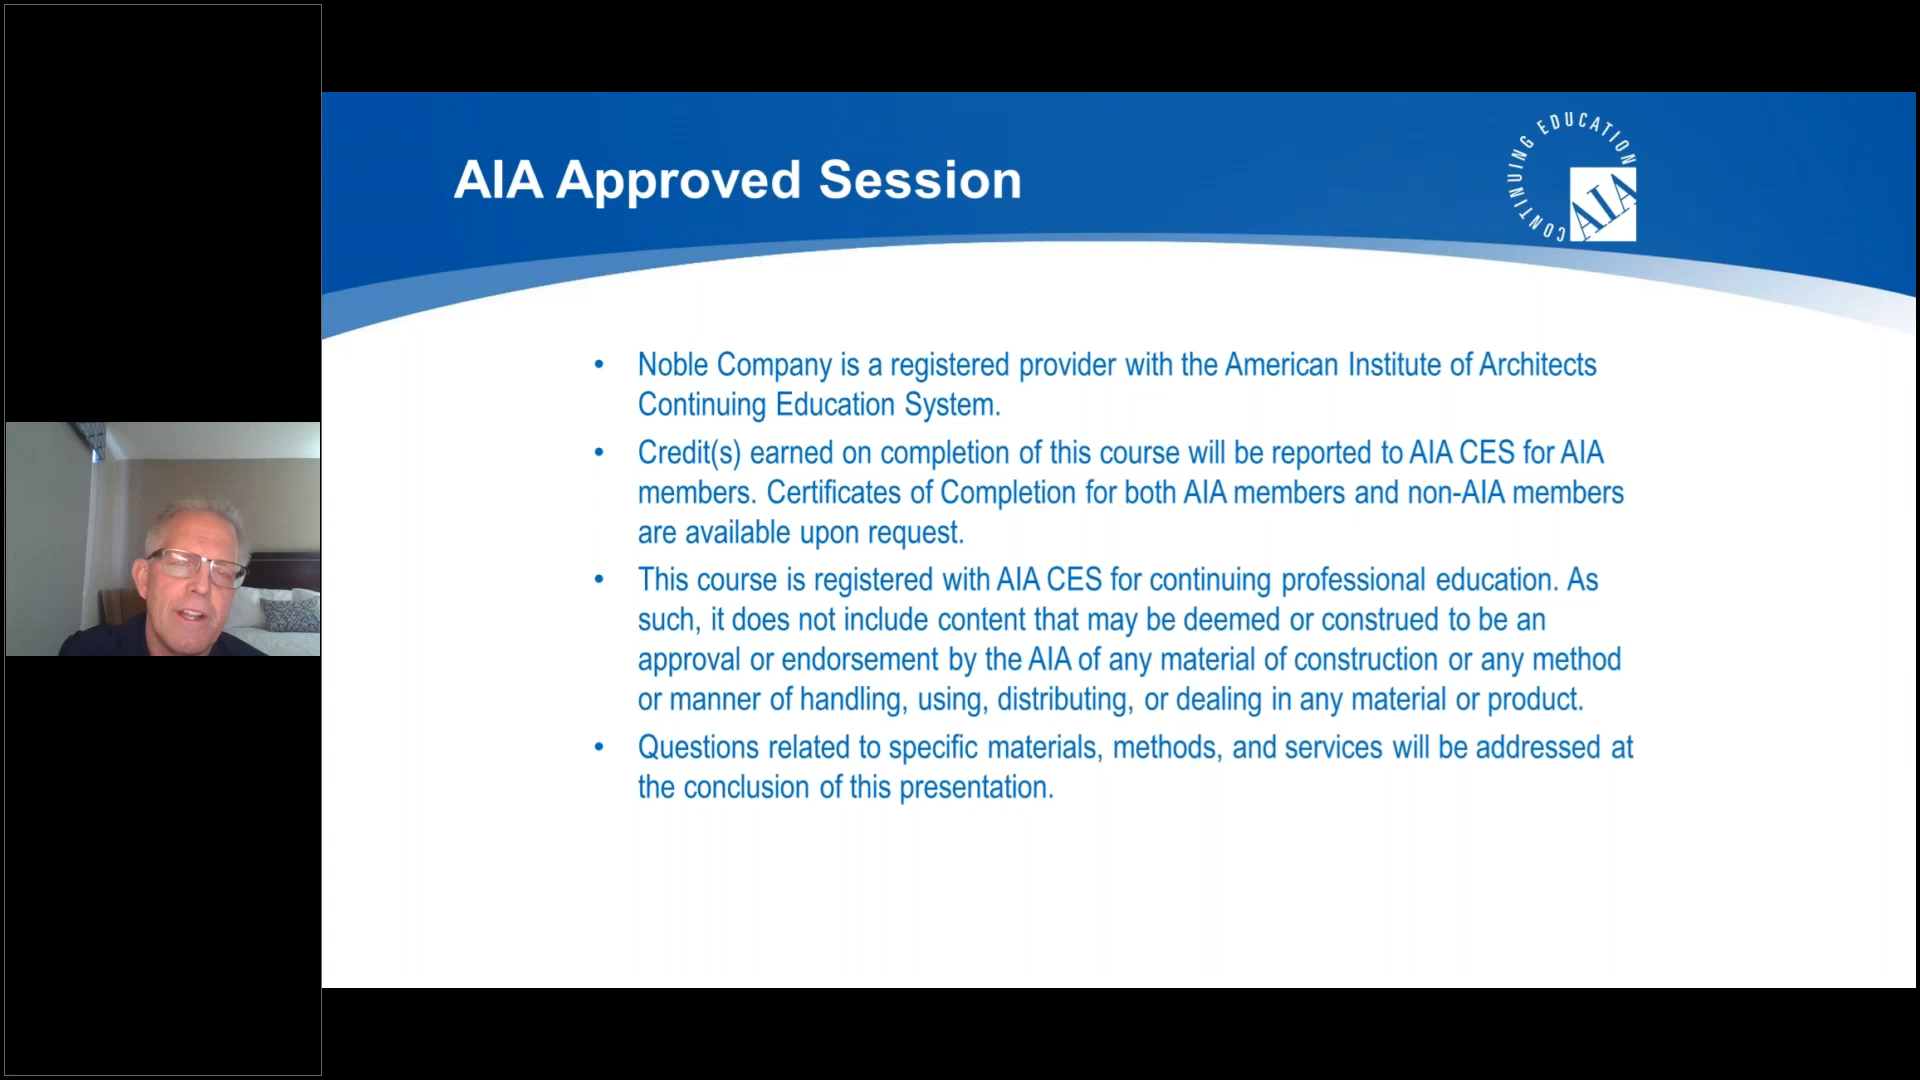 AIA Approved Session
CONTINUING EDUCATION
AIA
• Noble Company is a registered provider with the American Institute of Architects
Continuing Education System.
• Credit(s) earned on completion of this course will be reported to AIA CES for AIA
members. Certificates of Completion for both AIA members and non-AIA members
are available upon request.
• This course is registered with AIA CES for continuing professional education. As
such, it does not include content that may be deemed or construed to be an
approval or endorsement by the AIA of any material of construction or any method
or manner of handling, using, distributing, or dealing in any material or product.
• Questions related to specific materials, methods, and services will be addressed at
the conclusion of this presentation.